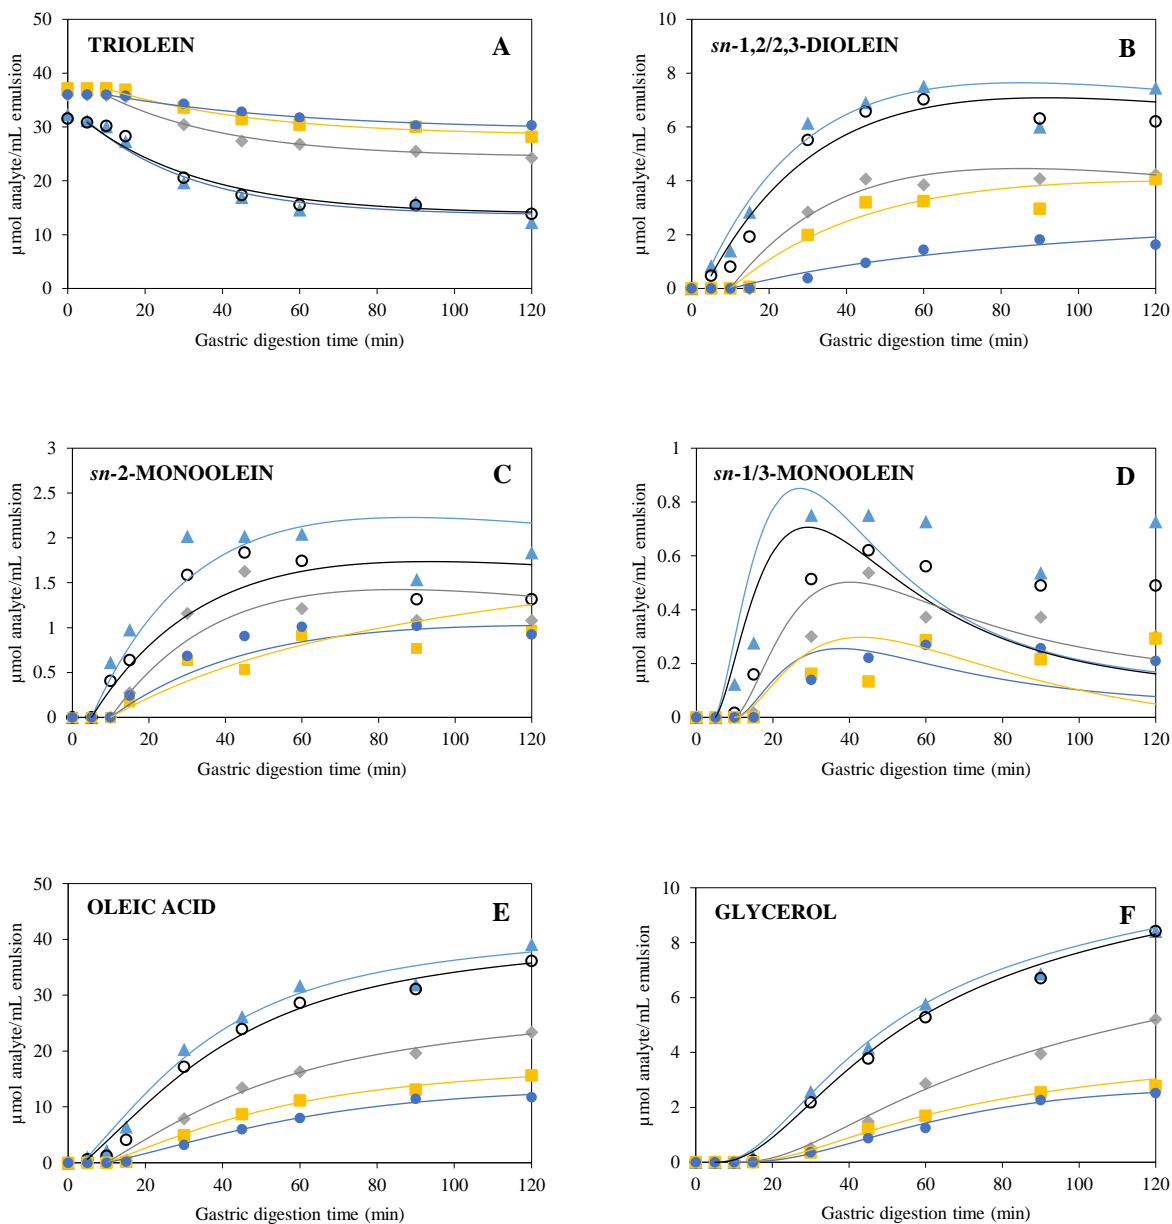 TRIOLEIN A
µmol analyte/mL emulsion
50
40
30
20
10
0
0 20 40 60 80 100 120
Gastric digestion time (min)
sn-1,2/2,3-DIOLEIN B
µmol analyte/mL emulsion
10
8
6
4
2
0
0 20 40 60 80 100 120
Gastric digestion time (min)
sn-2-MONOOLEIN C
µmol analyte/mL emulsion
3
2.5
2
1.5
1
0.5
0
0 20 40 60 80 100 120
Gastric digestion time (min)
sn-1/3-MONOOLEIN D
µmol analyte/mL emulsion
1
0.8
0.6
0.4
0.2
0
0 20 40 60 80 100 120
Gastric digestion time (min)
OLEIC ACID E
µmol analyte/mL emulsion
50
40
30
20
10
0
0 20 40 60 80 100 120
Gastric digestion time (min)
GLYCEROL F
µmol analyte/mL emulsion
10
8
6
4
2
0
0 20 40 60 80 100 120
Gastric digestion time (min)